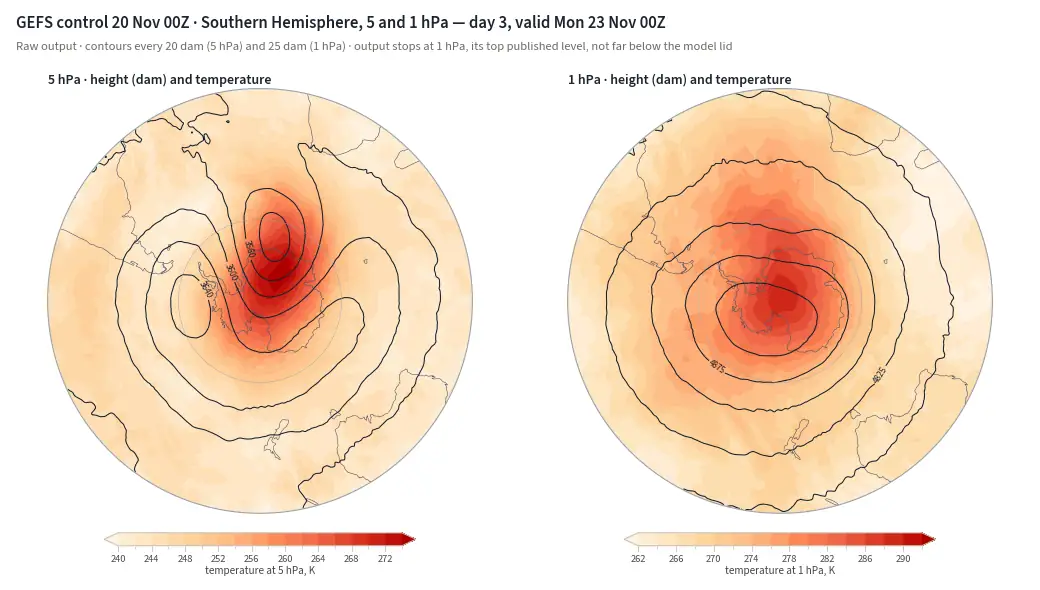 GEFS control 20 Nov 00Z · Southern Hemisphere, 5 and 1 hPa — day 3, valid Mon 23 Nov 00Z
Raw output · contours every 20 dam (5 hPa) and 25 dam (1 hPa) · output stops at 1 hPa, its top published level, not far below the model lid
5 hPa · height (dam) and temperature
3560
3600
3640
240 244 248 252 256 260 264 268 272
temperature at 5 hPa, K
1 hPa · height (dam) and temperature
4875
4825
262 266 270 274 278 282 286 290
temperature at 1 hPa, K